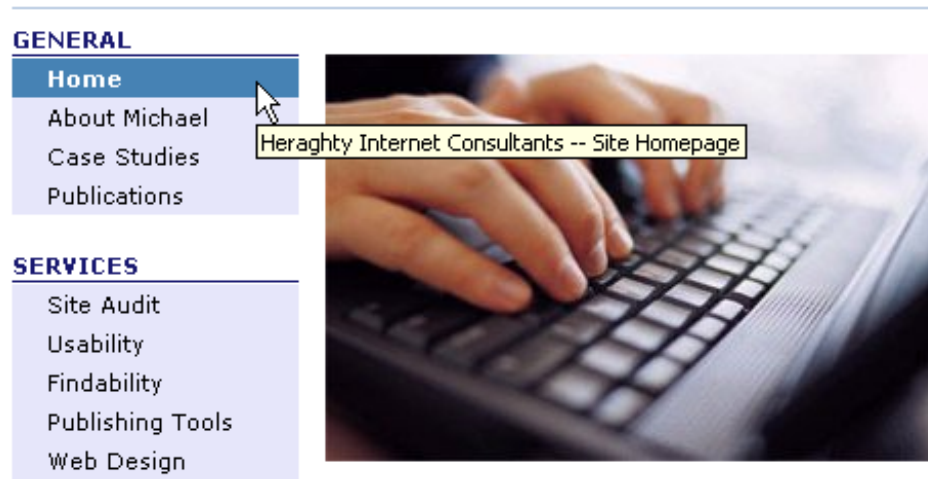 GENERAL
Home
About Michael
Heraghty Internet Consultants -- Site Homepage
Case Studies
Publications
SERVICES
Site Audit
Usability
Findability
Publishing Tools
Web Design